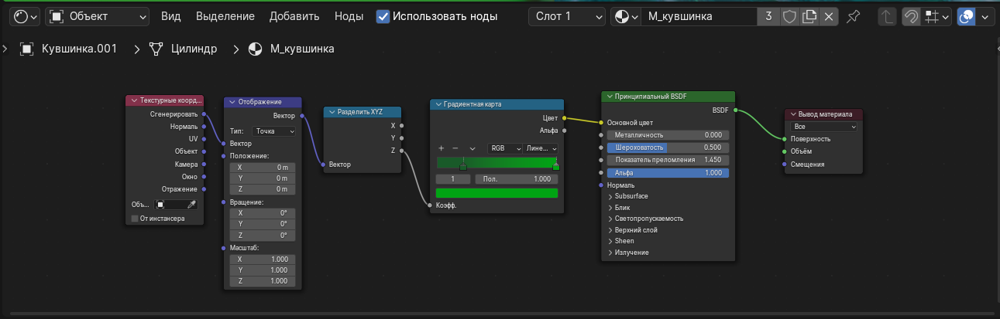 Объект Вид Выделение Добавить Ноды Использовать ноды Слот 1 М_кувшинка 3
Кувшинка.001 Цилиндр М_кувшинка
Текстурные коорд...
Сгенерировать
Нормаль
UV
Объект
Камера
Окно
Отражение
Объ...
От инстансера
Отображение
Вектор
Тип: Точка
Вектор
Положение:
X 0 m
Y 0 m
Z 0 m
Вращение:
X 0°
Y 0°
Z 0°
Масштаб:
X 1.000
Y 1.000
Z 1.000
Разделить XYZ
X
Y
Z
Вектор
Градиентная карта
Цвет
Альфа
RGB Лине...
1 Поз. 1.000
Коэфф.
Принципиальный BSDF
BSDF
Основной цвет
Металличность 0.000
Шероховатость 0.500
Показатель преломления 1.450
Альфа 1.000
Нормаль
Subsurface
Блик
Светопропускаемость
Верхний слой
Sheen
Излучение
Вывод материала
Все
Поверхность
Объём
Смещения